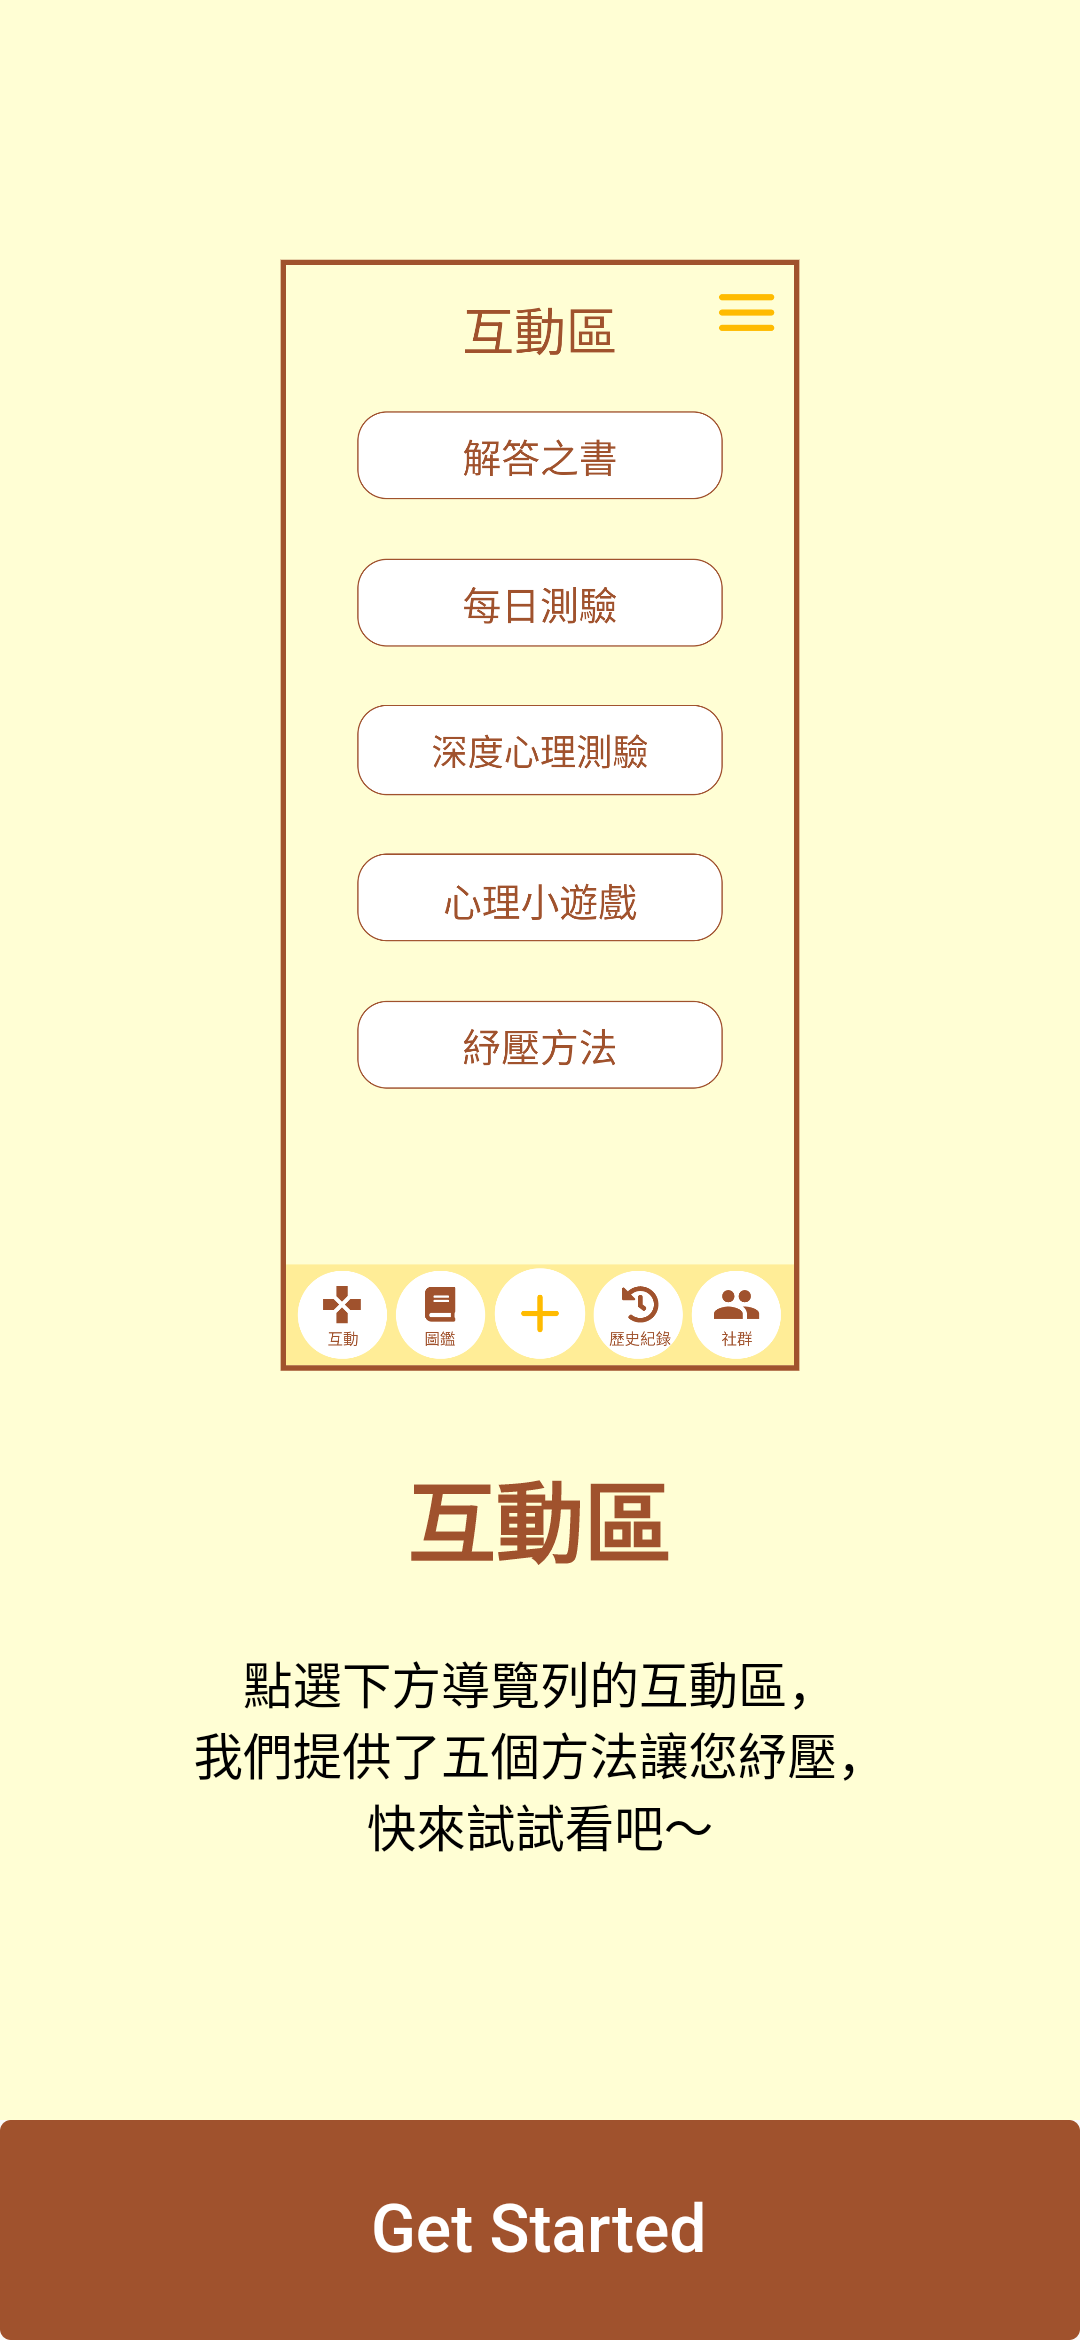 互動區
解答之書
每日測驗
深度心理測驗
心理小遊戲
紓壓方法
互動
圖鑑
歷史紀錄
社群
互動區
點選下方導覽列的互動區，
我們提供了五個方法讓您紓壓，
快來試試看吧～
Get Started